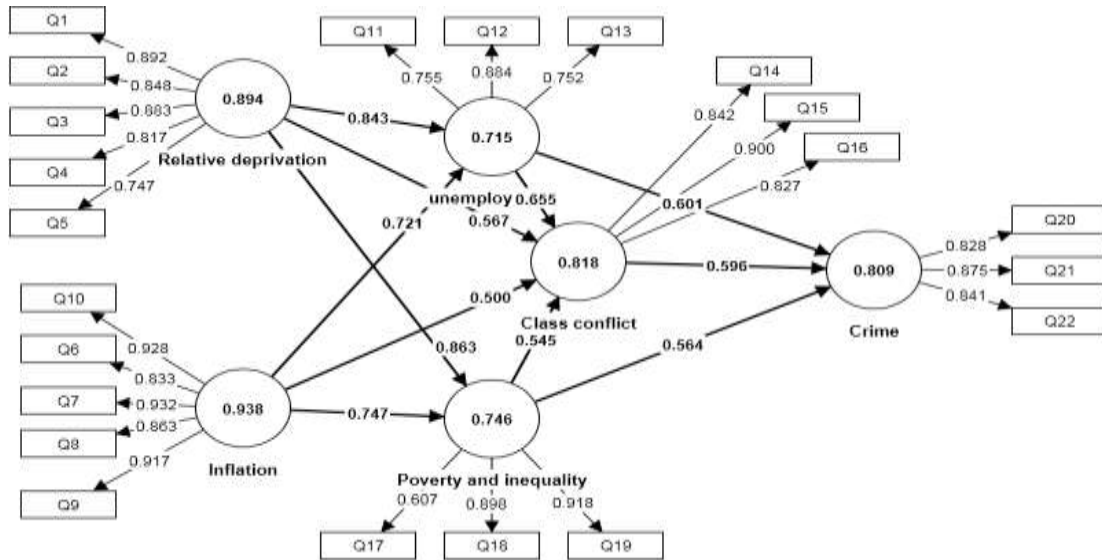 Q1
Q2
Q3
Q4
Q5
0.892
0.848
0.883
0.817
0.747
0.894
Relative deprivation
Q11
Q12
Q13
0.755
0.884
0.752
0.843
0.715
unemploy
Q14
Q15
Q16
0.842
0.900
0.827
0.655
0.567
0.721
0.601
0.818
Class conflict
0.500
0.596
0.545
0.863
0.564
0.809
Crime
Q20
Q21
Q22
0.828
0.875
0.841
Q10
Q6
Q7
Q8
Q9
0.928
0.833
0.932
0.863
0.917
0.938
Inflation
0.747
0.746
Poverty and inequality
0.607
0.898
0.918
Q17
Q18
Q19